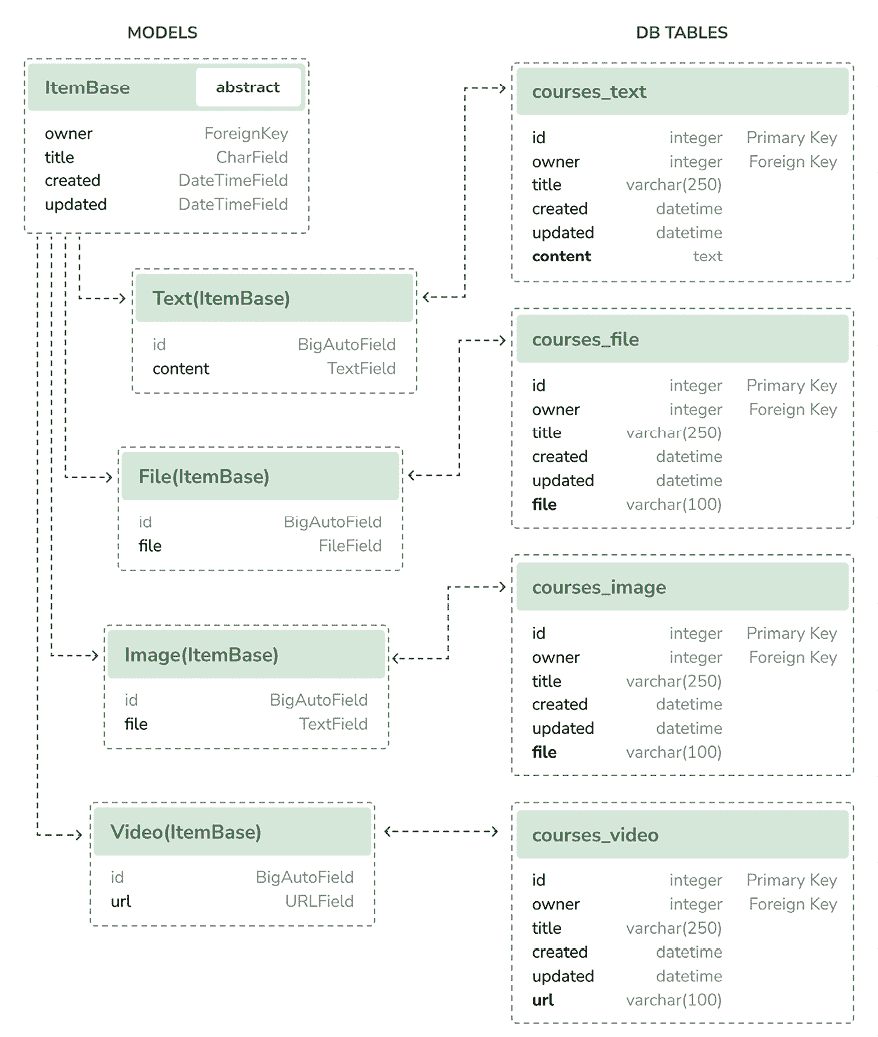 MODELS
ItemBase abstract
owner ForeignKey
title CharField
created DateTimeField
updated DateTimeField
Text(ItemBase)
id BigAutoField
content TextField
File(ItemBase)
id BigAutoField
file FileField
Image(ItemBase)
id BigAutoField
file TextField
Video(ItemBase)
id BigAutoField
url URLField
DB TABLES
courses_text
id integer Primary Key
owner integer Foreign Key
title varchar(250)
created datetime
updated datetime
content text
courses_file
id integer Primary Key
owner integer Foreign Key
title varchar(250)
created datetime
updated datetime
file varchar(100)
courses_image
id integer Primary Key
owner integer Foreign Key
title varchar(250)
created datetime
updated datetime
file varchar(100)
courses_video
id integer Primary Key
owner integer Foreign Key
title varchar(250)
created datetime
updated datetime
url varchar(100)